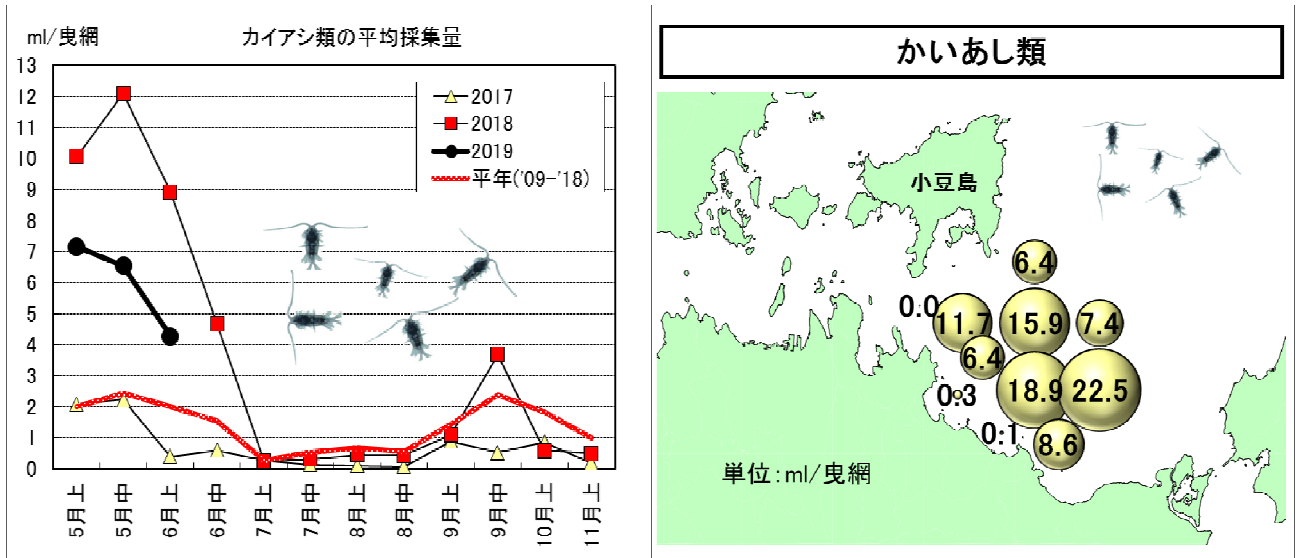 ml/曳網
カイアシ類の平均採集量
13
12
11
10
9
8
7
6
5
4
3
2
1
0
2017
2018
2019
平年('09-'18)
5月上
5月中
6月上
6月中
7月上
7月中
8月上
8月中
9月上
9月中
10月上
11月上
かいあし類
小豆島
6.4
0.0
11.7
15.9
7.4
6.4
0.3
18.9
22.5
0.1
8.6
単位:ml/曳網